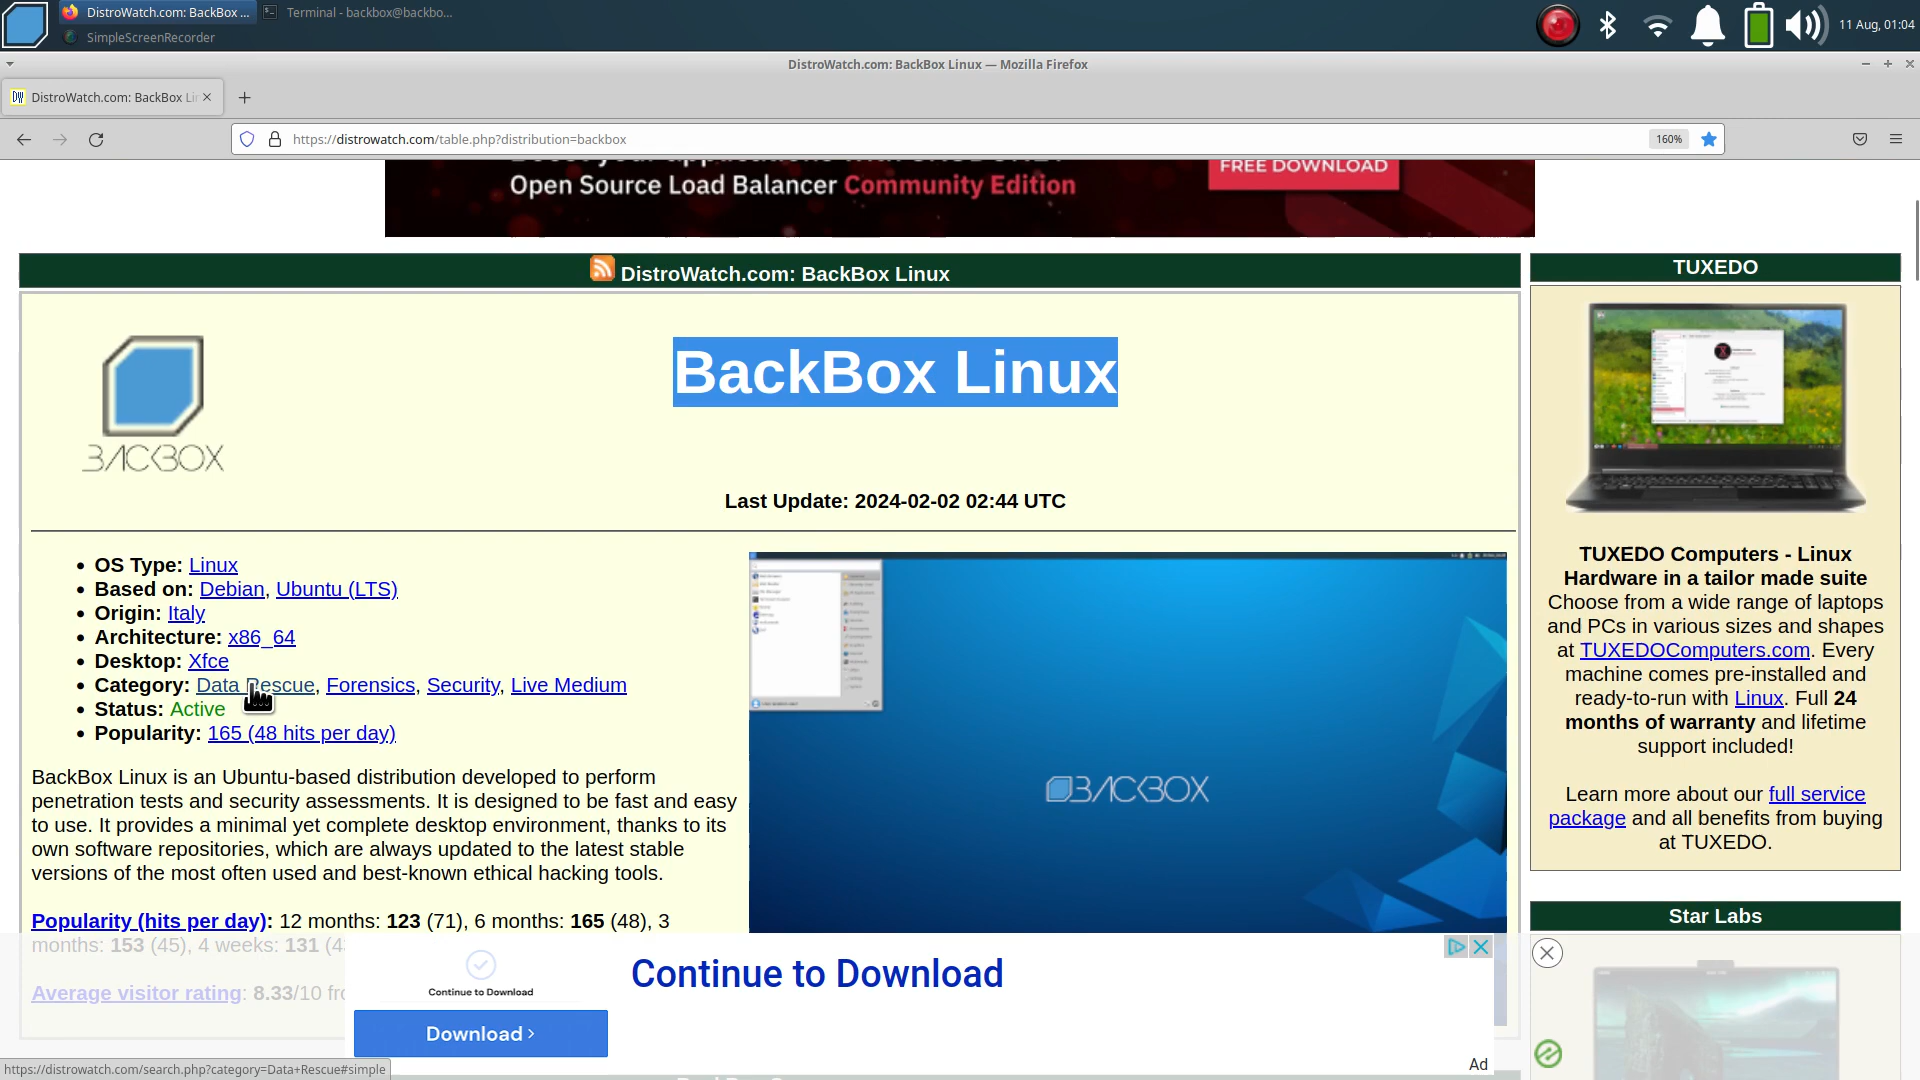 DistroWatch.com: BackBox ...
Terminal - backbox@backbo...
SimpleScreenRecorder
11 Aug, 01:04
DistroWatch.com: BackBox Linux — Mozilla Firefox
DistroWatch.com: BackBox Li
https://distrowatch.com/table.php?distribution=backbox
160%
FREE DOWNLOAD
Open Source Load Balancer Community Edition
DistroWatch.com: BackBox Linux
BACKBOX
BackBox Linux
Last Update: 2024-02-02 02:44 UTC
• OS Type: Linux
• Based on: Debian, Ubuntu (LTS)
• Origin: Italy
• Architecture: x86_64
• Desktop: Xfce
• Category: Data Rescue, Forensics, Security, Live Medium
• Status: Active
• Popularity: 165 (48 hits per day)
BACKBOX
BackBox Linux is an Ubuntu-based distribution developed to perform
penetration tests and security assessments. It is designed to be fast and easy
to use. It provides a minimal yet complete desktop environment, thanks to its
own software repositories, which are always updated to the latest stable
versions of the most often used and best-known ethical hacking tools.
Popularity (hits per day): 12 months: 123 (71), 6 months: 165 (48), 3
months: 153 (45), 4 weeks: 131 (4
Average visitor rating: 8.33/10 fr
TUXEDO
TUXEDO Computers - Linux
Hardware in a tailor made suite
Choose from a wide range of laptops
and PCs in various sizes and shapes
at TUXEDOComputers.com. Every
machine comes pre-installed and
ready-to-run with Linux. Full 24
months of warranty and lifetime
support included!
Learn more about our full service
package and all benefits from buying
at TUXEDO.
Star Labs
Continue to Download
Continue to Download
Download ›
Ad
https://distrowatch.com/search.php?category=Data+Rescue#simple